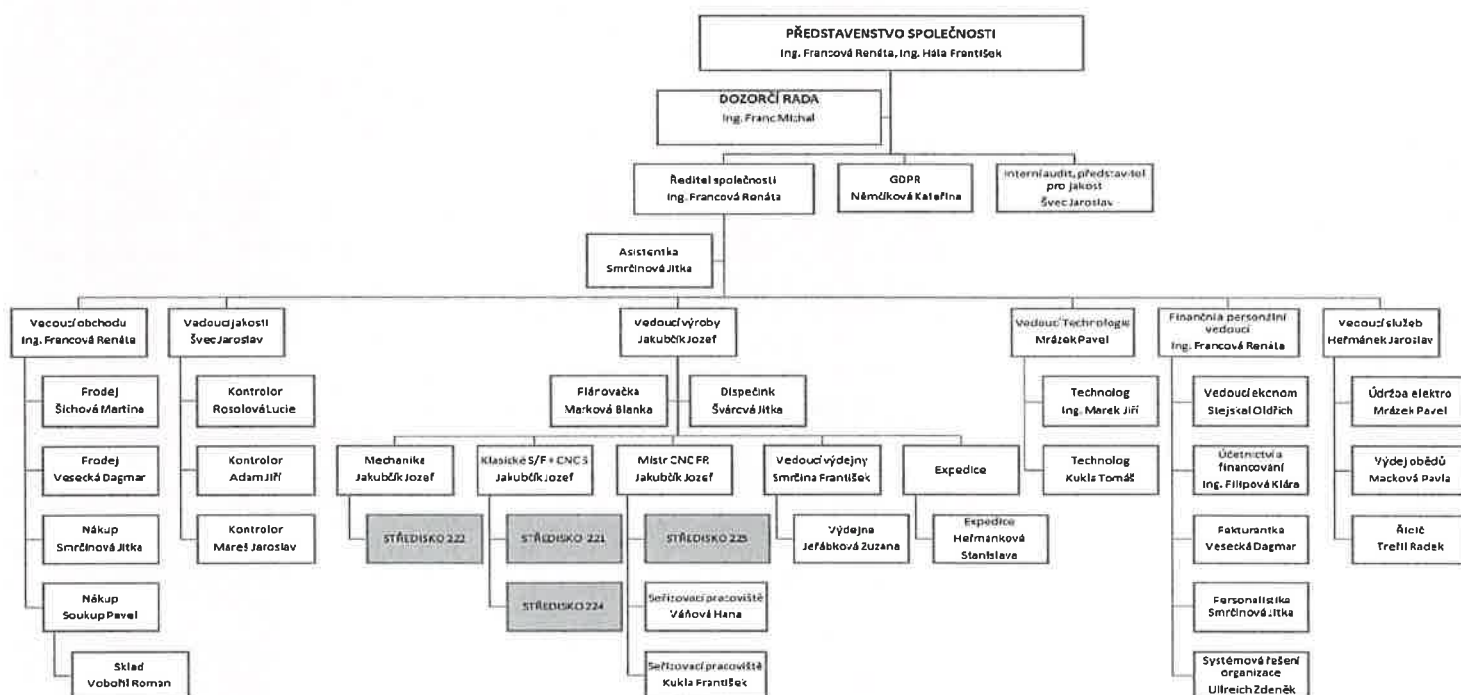 PŘEDSTAVENSTVO SPOLEČNOSTI
Ing. Francová Renáta, Ing. Hála František
DOZORČÍ RADA
Ing. Franc Michal
Ředitel společnosti
Ing. Francová Renáta
GDPR
Němčíková Kateřina
Interní audit, představitel
pro jakost
Švec Jaroslav
Asistentka
Smrčinová Jitka
Vedoucí obchodu
Ing. Francová Renáta
Vedoucí jakosti
Švec Jaroslav
Vedoucí výroby
Jakubčík Jozef
Vedoucí Technologie
Mrázek Pavel
Finanční a personální
vedoucí
Ing. Francová Renáta
Vedoucí služeb
Heřmánek Jaroslav
Prodej
Šichová Martina
Kontrolor
Rosolová Lucie
Plánovačka
Marková Blanka
Dispečink
Švárcvá Jitka
Technolog
Ing. Marek Jiří
Vedoucí ekonom
Stejskal Oldřich
Údržba elektro
Mrázek Pavel
Prodej
Vesecká Dagmar
Kontrolor
Adam Jiří
Mechanika
Jakubčík Jozef
Klasické S/F + CNC S
Jakubčík Jozef
Mistr CNC FR
Jakubčík Jozef
Vedoucí výdejny
Smrčina František
Expedice
Technolog
Kukla Tomáš
Účetnictví a
financování
Ing. Filipová Klára
Výdej obědů
Macková Pavla
Nákup
Smrčinová Jitka
Kontrolor
Mareš Jaroslav
STŘEDISKO 222
STŘEDISKO 221
STŘEDISKO 225
Výdejna
Jeřábková Zuzana
Expedice
Heřmánková
Stanislava
Fakturantka
Vesecká Dagmar
Řidič
Trefil Radek
Nákup
Soukup Pavel
STŘEDISKO 224
Seřizovací pracoviště
Váňová Hana
Personalistika
Smrčinová Jitka
Sklad
Vobořil Roman
Seřizovací pracoviště
Kukla František
Systémová řešení
organizace
Ullreich Zdeněk